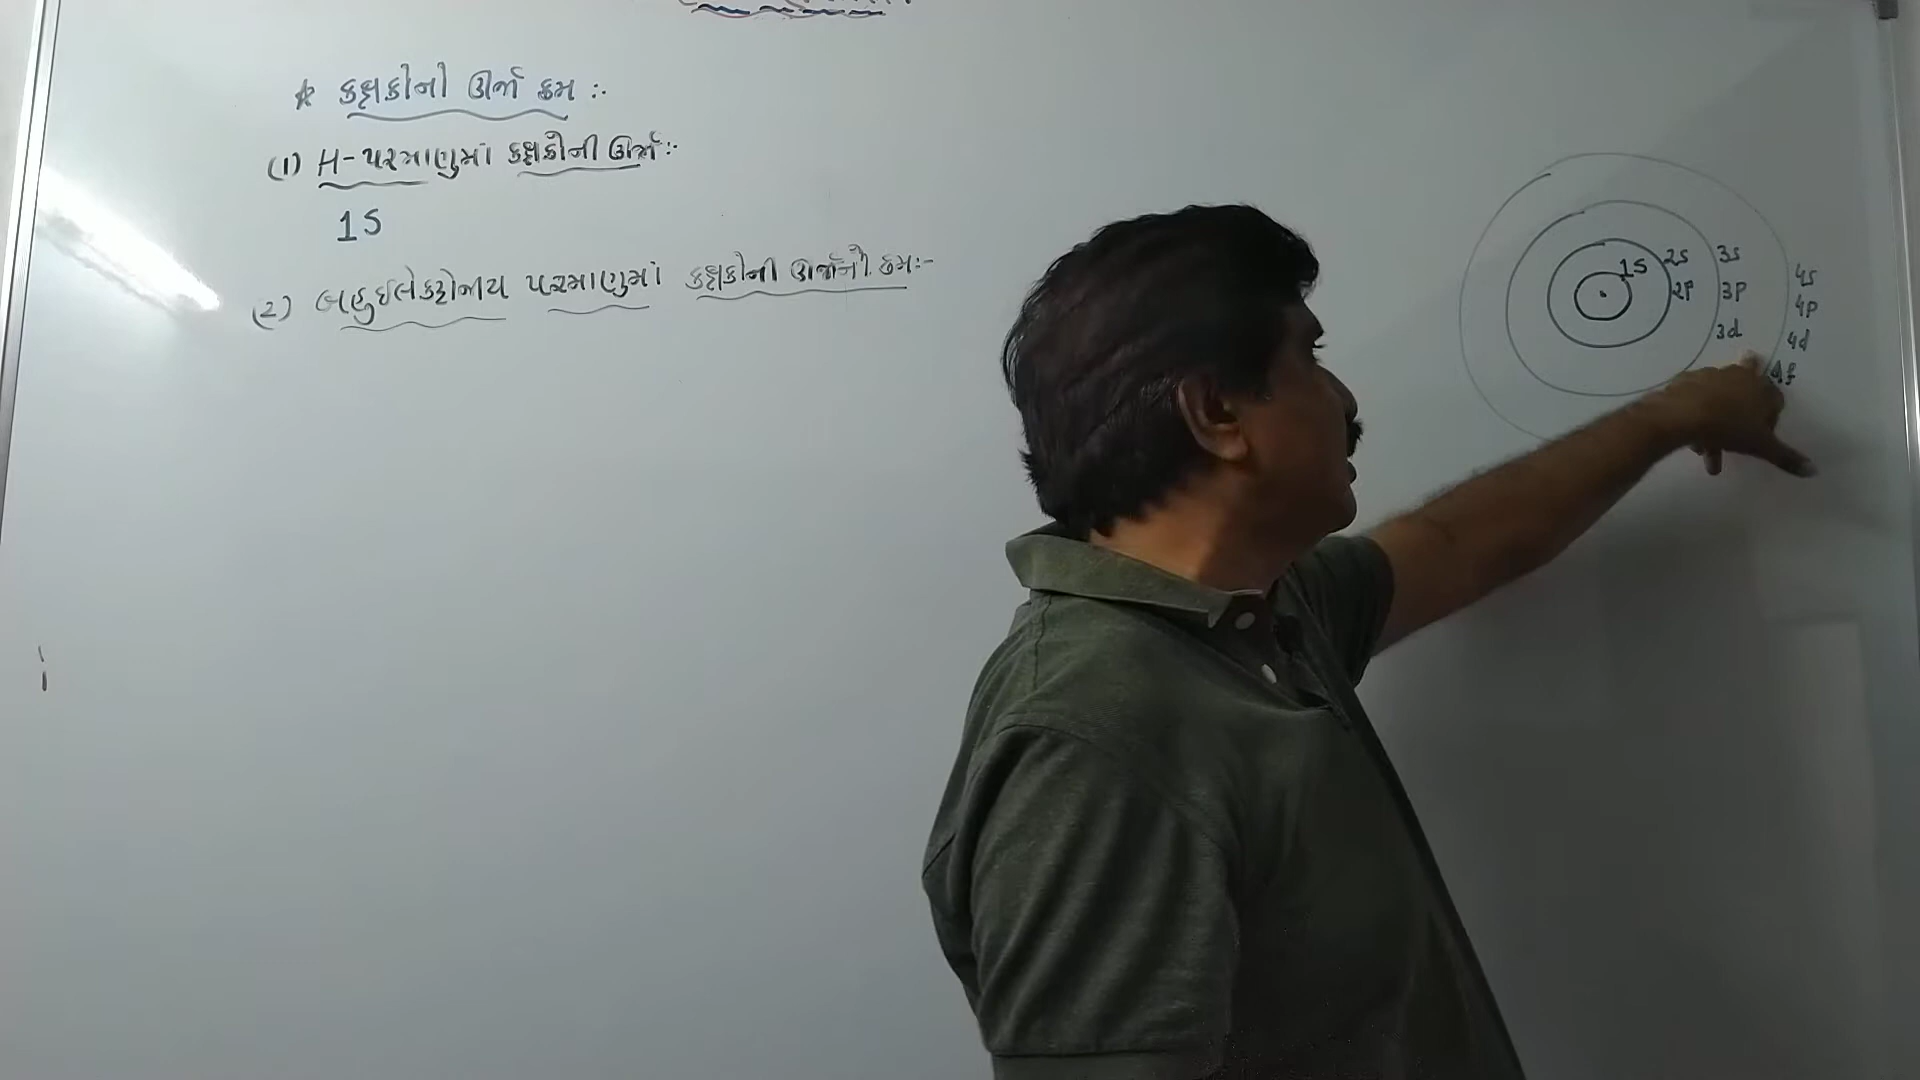 ☆ કક્ષકોનો ઊર્જા ક્રમ :-
(1) H-પરમાણુમાં કક્ષકોની ઊર્જા :-
1S
(2) બહુઈલેક્ટ્રોનીય પરમાણુમાં કક્ષકોની ઊર્જાનો ક્રમ :-
1S 2S 3S 4S
2P 3P 4P
3d 4d
4f